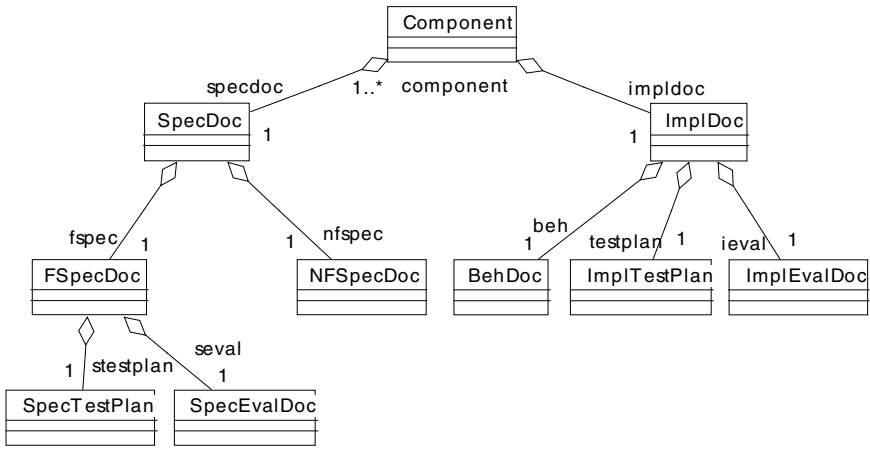 Component
specdoc
1..* component
impldoc
SpecDoc
1
1
ImplDoc
fspec
1
1
nfspec
beh
1
testplan
1
ieval
1
FSpecDoc
NFSpecDoc
BehDoc
ImplTestPlan
ImplEvalDoc
1
stestplan
seval
1
SpecTestPlan
SpecEvalDoc